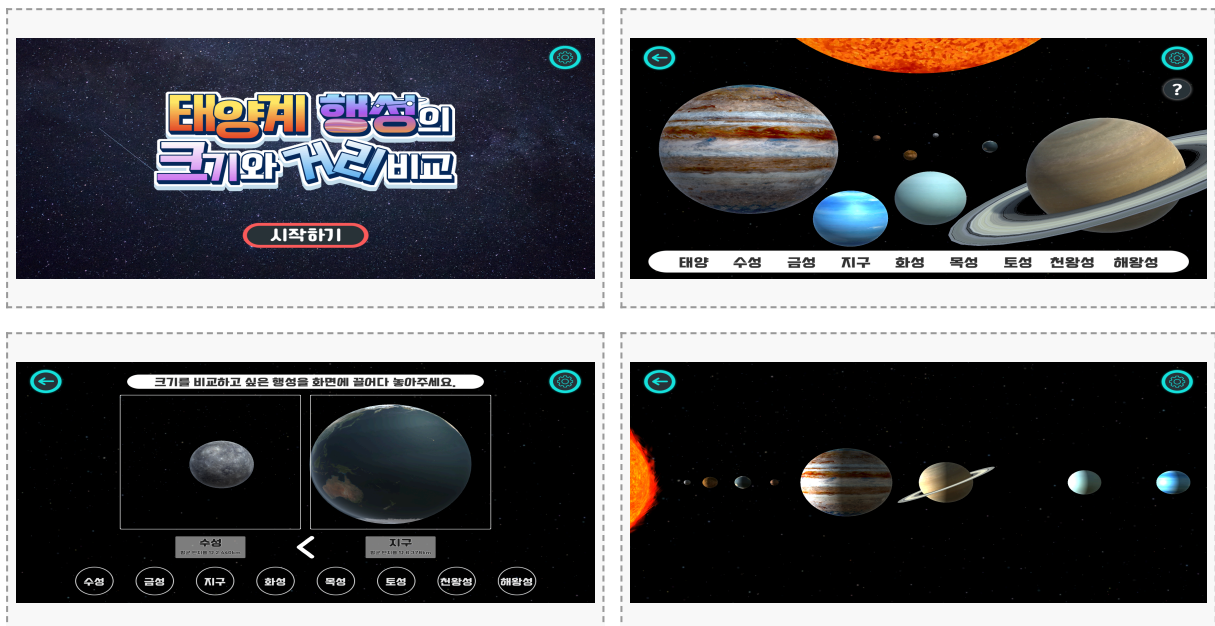 태양계 행성의
크기와 거리 비교
시작하기
?
태양 수성 금성 지구 화성 목성 토성 천왕성 해왕성
크기를 비교하고 싶은 행성을 화면에 끌어다 놓아주세요.
수성
지구
<
수성 금성 지구 화성 목성 토성 천왕성 해왕성